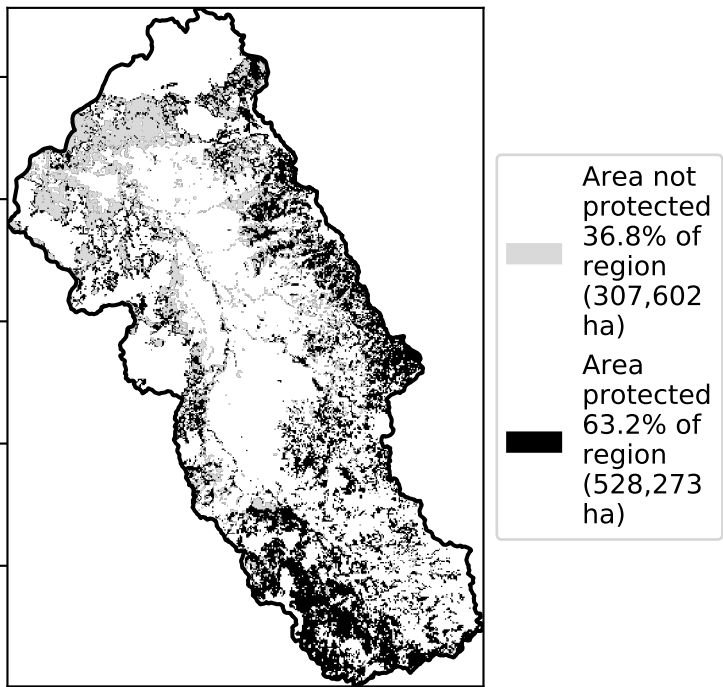 Area not
protected
36.8% of
region
(307,602
ha)
Area
protected
63.2% of
region
(528,273
ha)